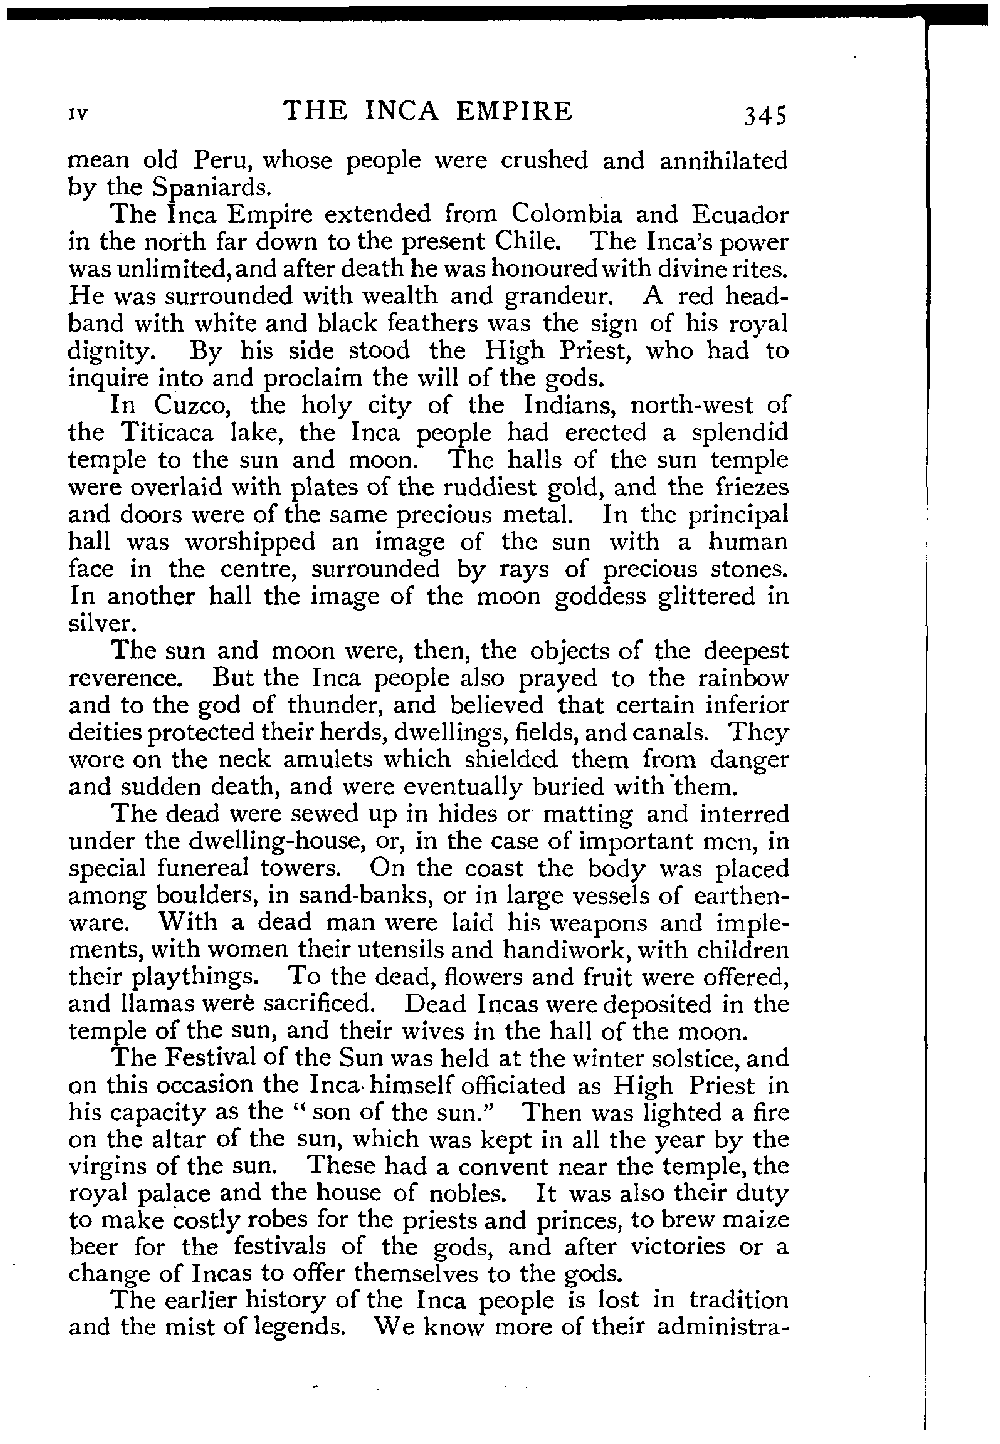 IV THE INCA EMPIRE 345
mean old Peru, whose people were crushed and annihilated
by the Spaniards.
The Inca Empire extended from Colombia and Ecuador
in the north far down to the present Chile. The Inca's power
was unlimited, and after death he was honoured with divine rites.
He was surrounded with wealth and grandeur. A red head-
band with white and black feathers was the sign of his royal
dignity. By his side stood the High Priest, who had to
inquire into and proclaim the will of the gods.
In Cuzco, the holy city of the Indians, north-west of
the Titicaca lake, the Inca people had erected a splendid
temple to the sun and moon. The halls of the sun temple
were overlaid with plates of the ruddiest gold, and the friezes
and doors were of the same precious metal. In the principal
hall was worshipped an image of the sun with a human
face in the centre, surrounded by rays of precious stones.
In another hall the image of the moon goddess glittered in
silver.
The sun and moon were, then, the objects of the deepest
reverence. But the Inca people also prayed to the rainbow
and to the god of thunder, and believed that certain inferior
deities protected their herds, dwellings, fields, and canals. They
wore on the neck amulets which shielded them from danger
and sudden death, and were eventually buried with them.
The dead were sewed up in hides or matting and interred
under the dwelling-house, or, in the case of important men, in
special funereal towers. On the coast the body was placed
among boulders, in sand-banks, or in large vessels of earthen-
ware. With a dead man were laid his weapons and imple-
ments, with women their utensils and handiwork, with children
their playthings. To the dead, flowers and fruit were offered,
and llamas were sacrificed. Dead Incas were deposited in the
temple of the sun, and their wives in the hall of the moon.
The Festival of the Sun was held at the winter solstice, and
on this occasion the Inca himself officiated as High Priest in
his capacity as the "son of the sun." Then was lighted a fire
on the altar of the sun, which was kept in all the year by the
virgins of the sun. These had a convent near the temple, the
royal palace and the house of nobles. It was also their duty
to make costly robes for the priests and princes, to brew maize
beer for the festivals of the gods, and after victories or a
change of Incas to offer themselves to the gods.
The earlier history of the Inca people is lost in tradition
and the mist of legends. We know more of their administra-